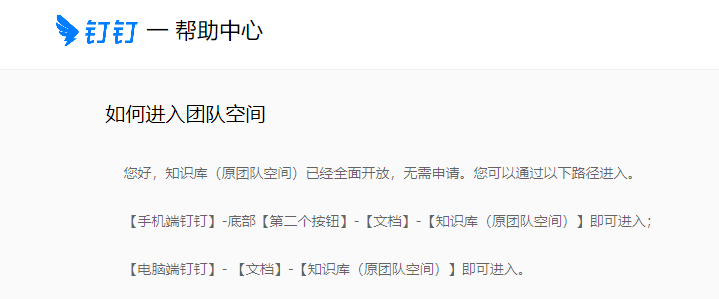 钉钉 — 帮助中心
如何进入团队空间
您好，知识库（原团队空间）已经全面开放，无需申请。您可以通过以下路径进入。
【手机端钉钉】-底部【第二个按钮】-【文档】-【知识库（原团队空间）】即可进入；
【电脑端钉钉】- 【文档】-【知识库（原团队空间）】即可进入。